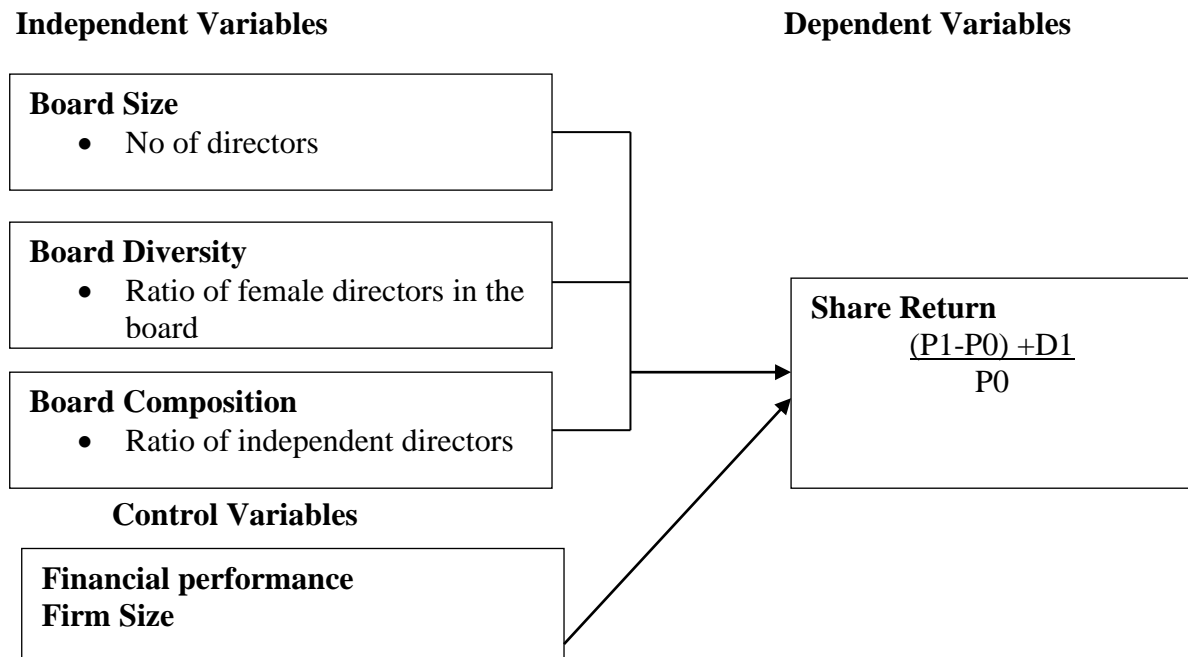 Independent Variables
Dependent Variables
Board Size
• No of directors
Board Diversity
• Ratio of female directors in the
board
Board Composition
• Ratio of independent directors
Share Return
(P1-P0) +D1
P0
Control Variables
Financial performance
Firm Size